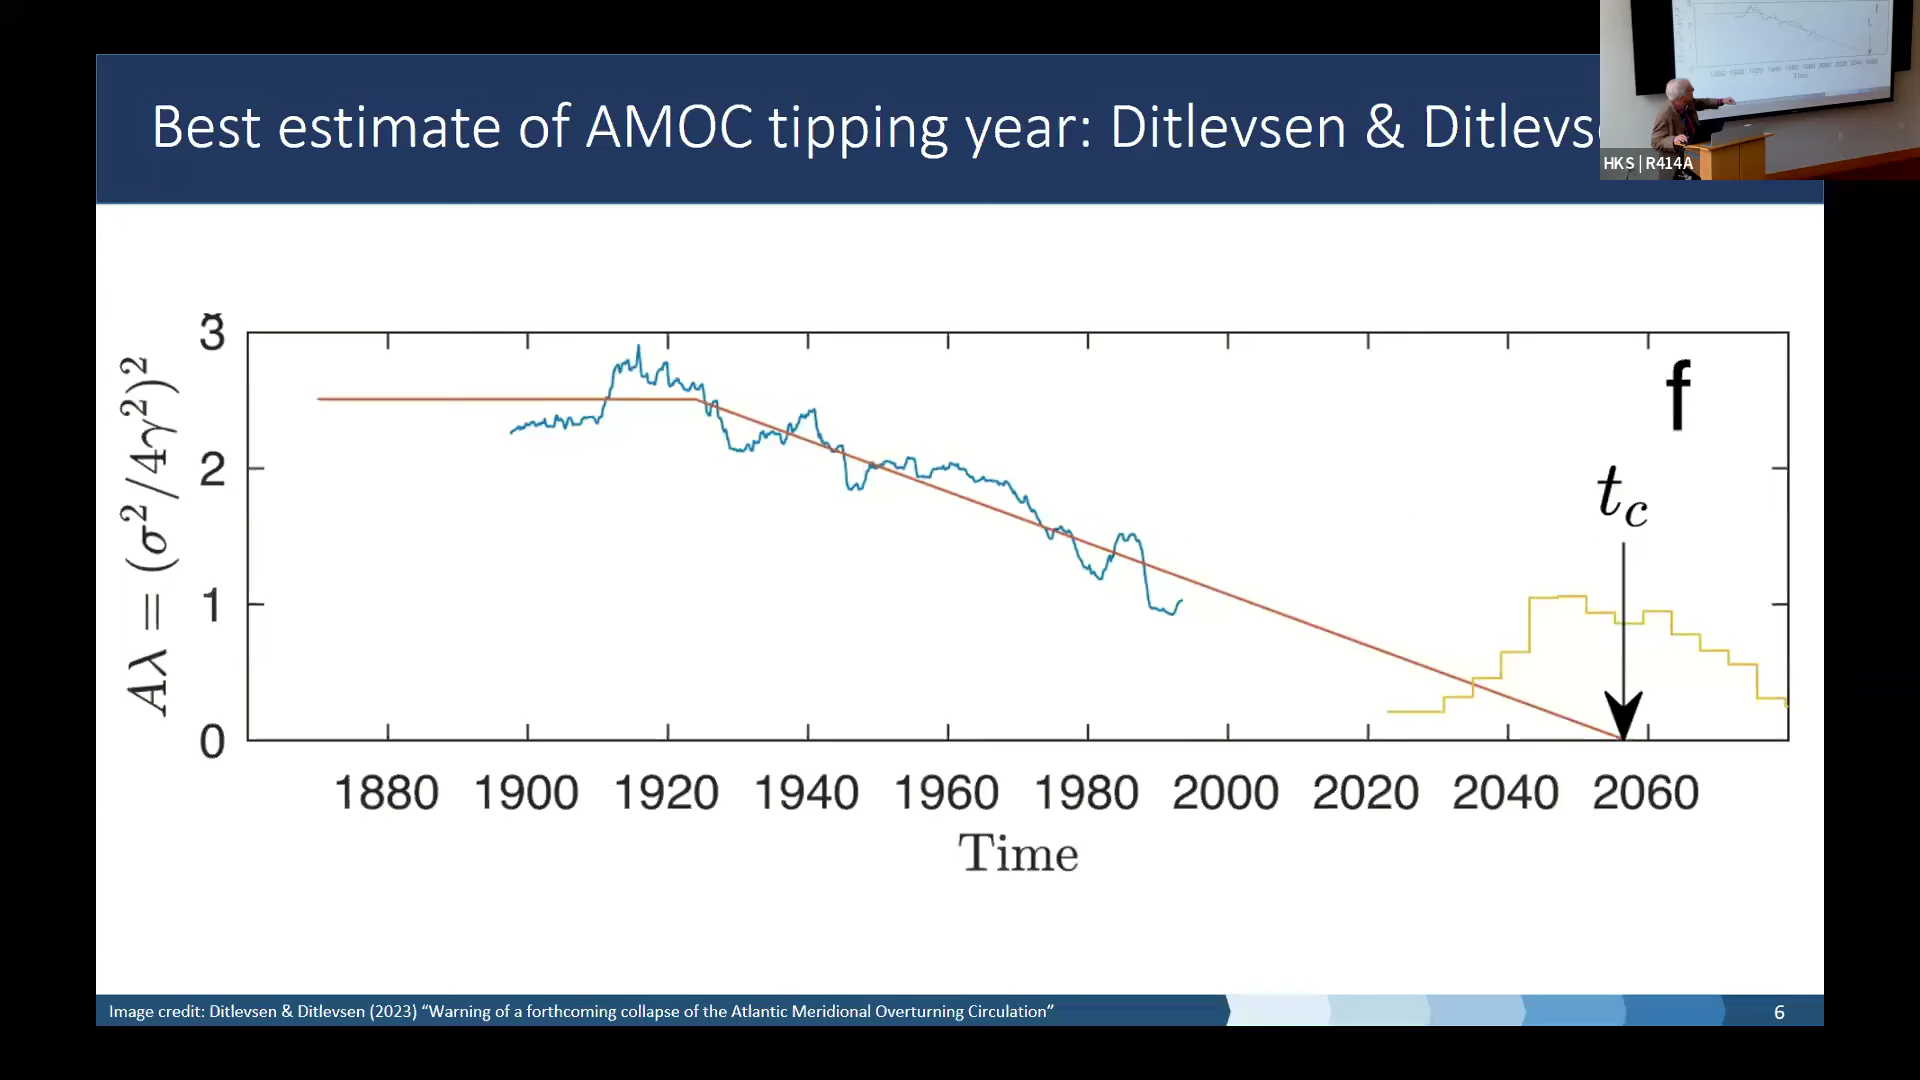 Best estimate of AMOC tipping year: Ditlevsen & Ditlevs
HKS | R414A
3
2
1
0
Aλ = (σ²/4γ²)²
f
t_c
1880 1900 1920 1940 1960 1980 2000 2020 2040 2060
Time
Image credit: Ditlevsen & Ditlevsen (2023) “Warning of a forthcoming collapse of the Atlantic Meridional Overturning Circulation”
6